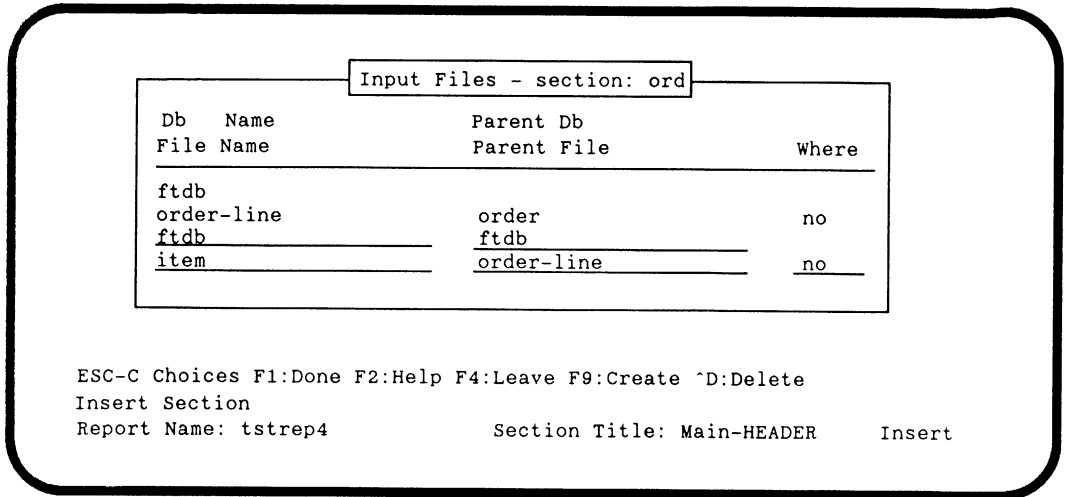 Input Files - section: ord
Db Name Parent Db
File Name Parent File Where
ftdb
order-line order no
ftdb ftdb
item order-line no
ESC-C Choices F1:Done F2:Help F4:Leave F9:Create ^D:Delete
Insert Section
Report Name: tstrep4 Section Title: Main-HEADER Insert